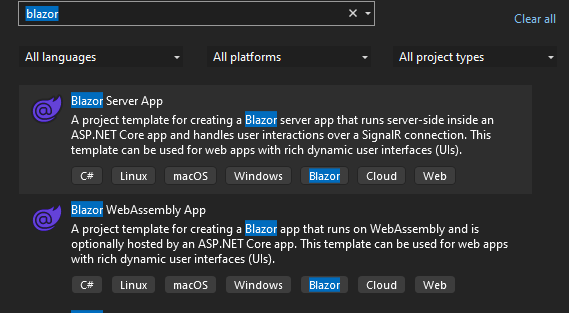 blazor
Clear all
All languages
All platforms
All project types
Blazor Server App
A project template for creating a Blazor server app that runs server-side inside an
ASP.NET Core app and handles user interactions over a SignalR connection. This
template can be used for web apps with rich dynamic user interfaces (UIs).
C# Linux macOS Windows Blazor Cloud Web
Blazor WebAssembly App
A project template for creating a Blazor app that runs on WebAssembly and is
optionally hosted by an ASP.NET Core app. This template can be used for web apps
with rich dynamic user interfaces (UIs).
C# Linux macOS Windows Blazor Cloud Web